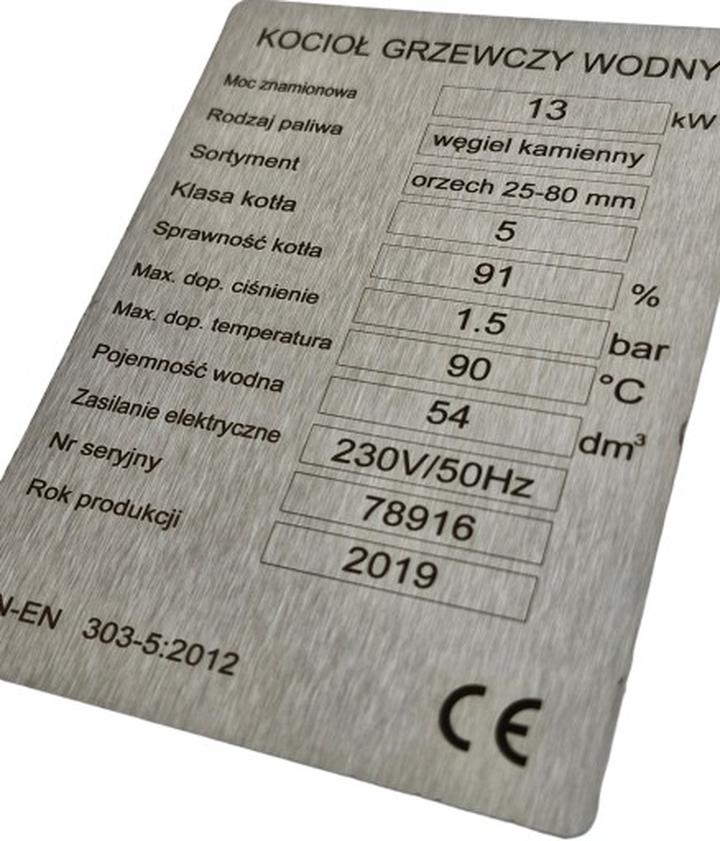 KOCIOŁ GRZEWCZY WODNY
Moc znamionowa 13 kW
Rodzaj paliwa węgiel kamienny
Sortyment orzech 25-80 mm
Klasa kotła 5
Sprawność kotła 91 %
Max. dop. ciśnienie 1.5 bar
Max. dop. temperatura 90 °C
Pojemność wodna 54 dm³
Zasilanie elektryczne 230V/50Hz
Nr seryjny 78916
Rok produkcji 2019
N-EN 303-5:2012
CE